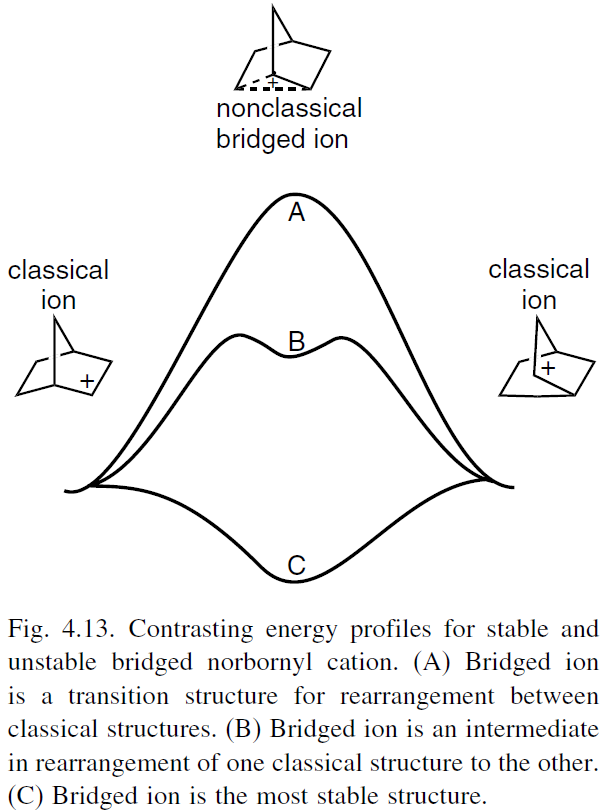 +
nonclassical
bridged ion
A
classical
ion
+
B
classical
ion
+
C
Fig. 4.13. Contrasting energy profiles for stable and
unstable bridged norbornyl cation. (A) Bridged ion
is a transition structure for rearrangement between
classical structures. (B) Bridged ion is an intermediate
in rearrangement of one classical structure to the other.
(C) Bridged ion is the most stable structure.